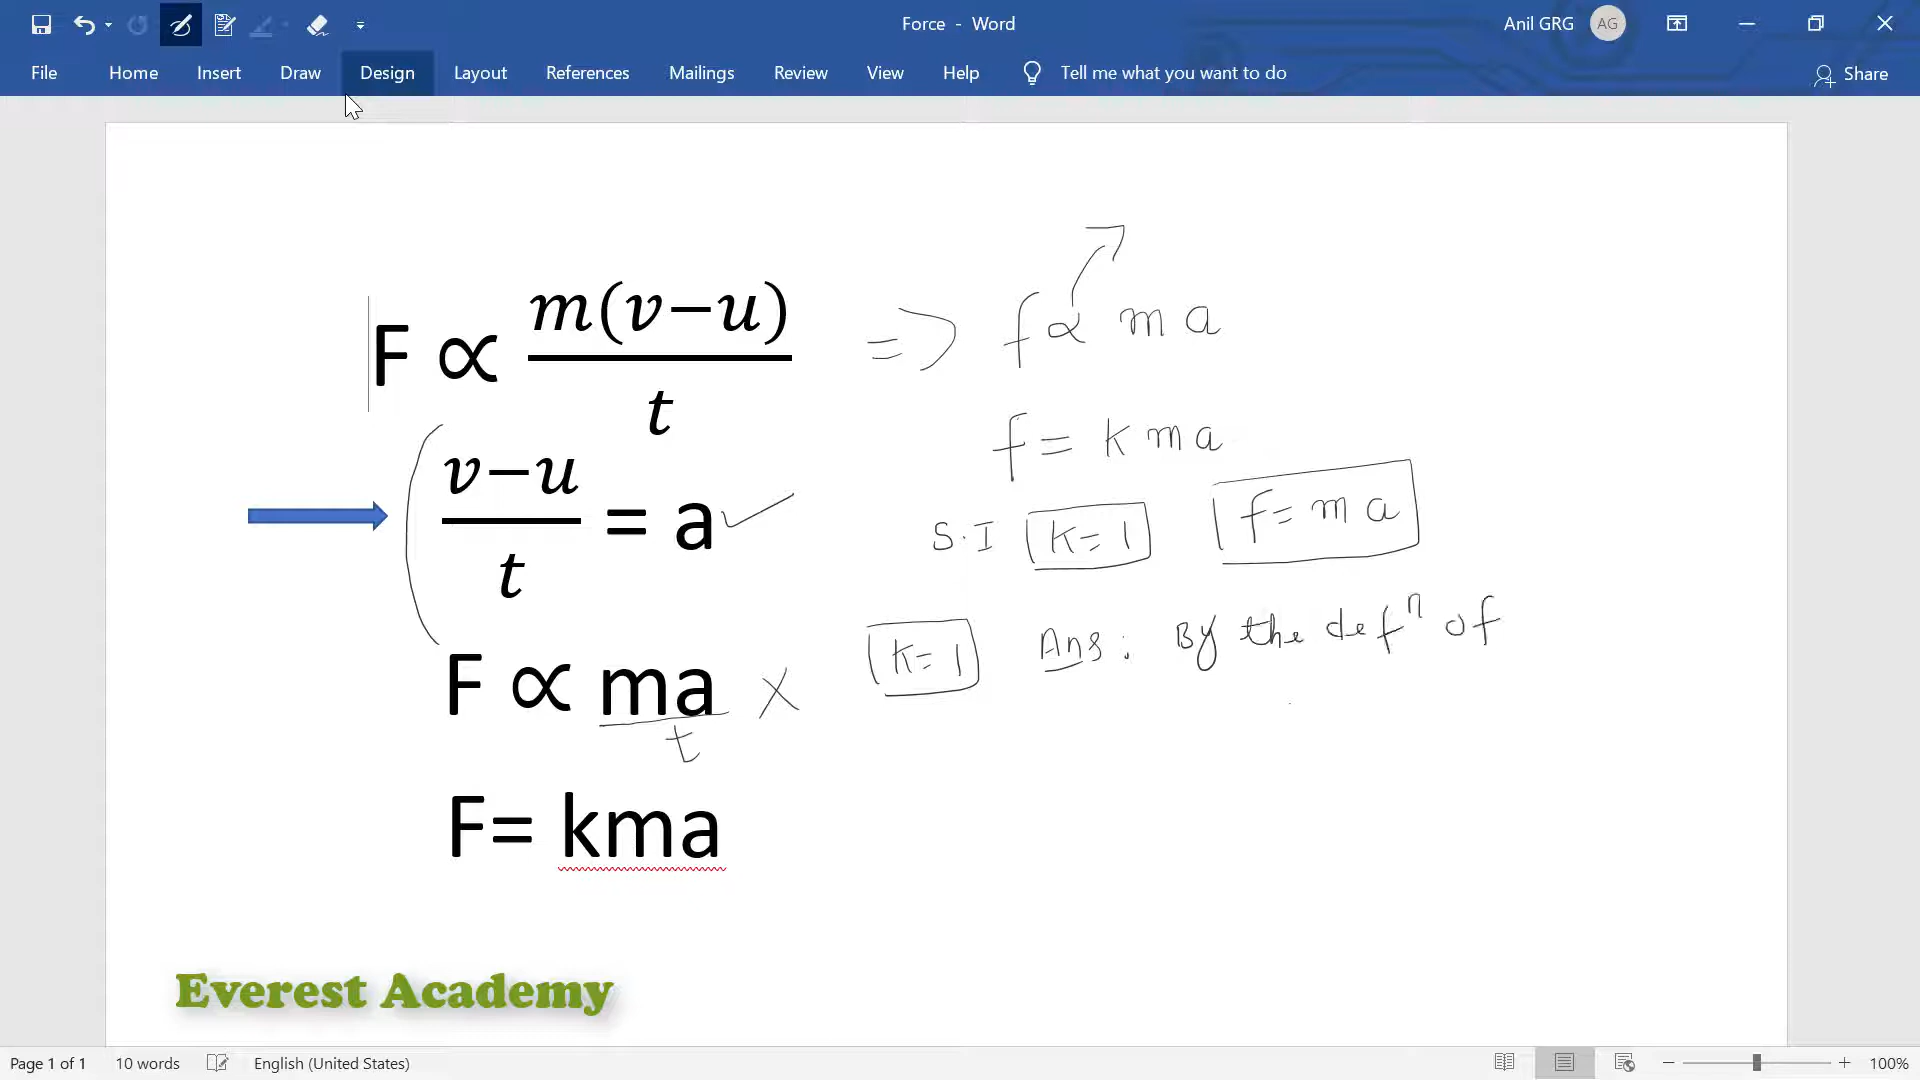 Force - Word
Anil GRG
AG
File Home Insert Draw Design Layout References Mailings Review View Help Tell me what you want to do Share
F ∝ m(v−u)/t
=> f ∝ ma
f = k ma
(v−u)/t = a ✓
S.I k=1 f=ma
F ∝ ma/t ×
k=1 Ans: By the defⁿ of
F= kma
Everest Academy
Page 1 of 1 10 words English (United States) 100%